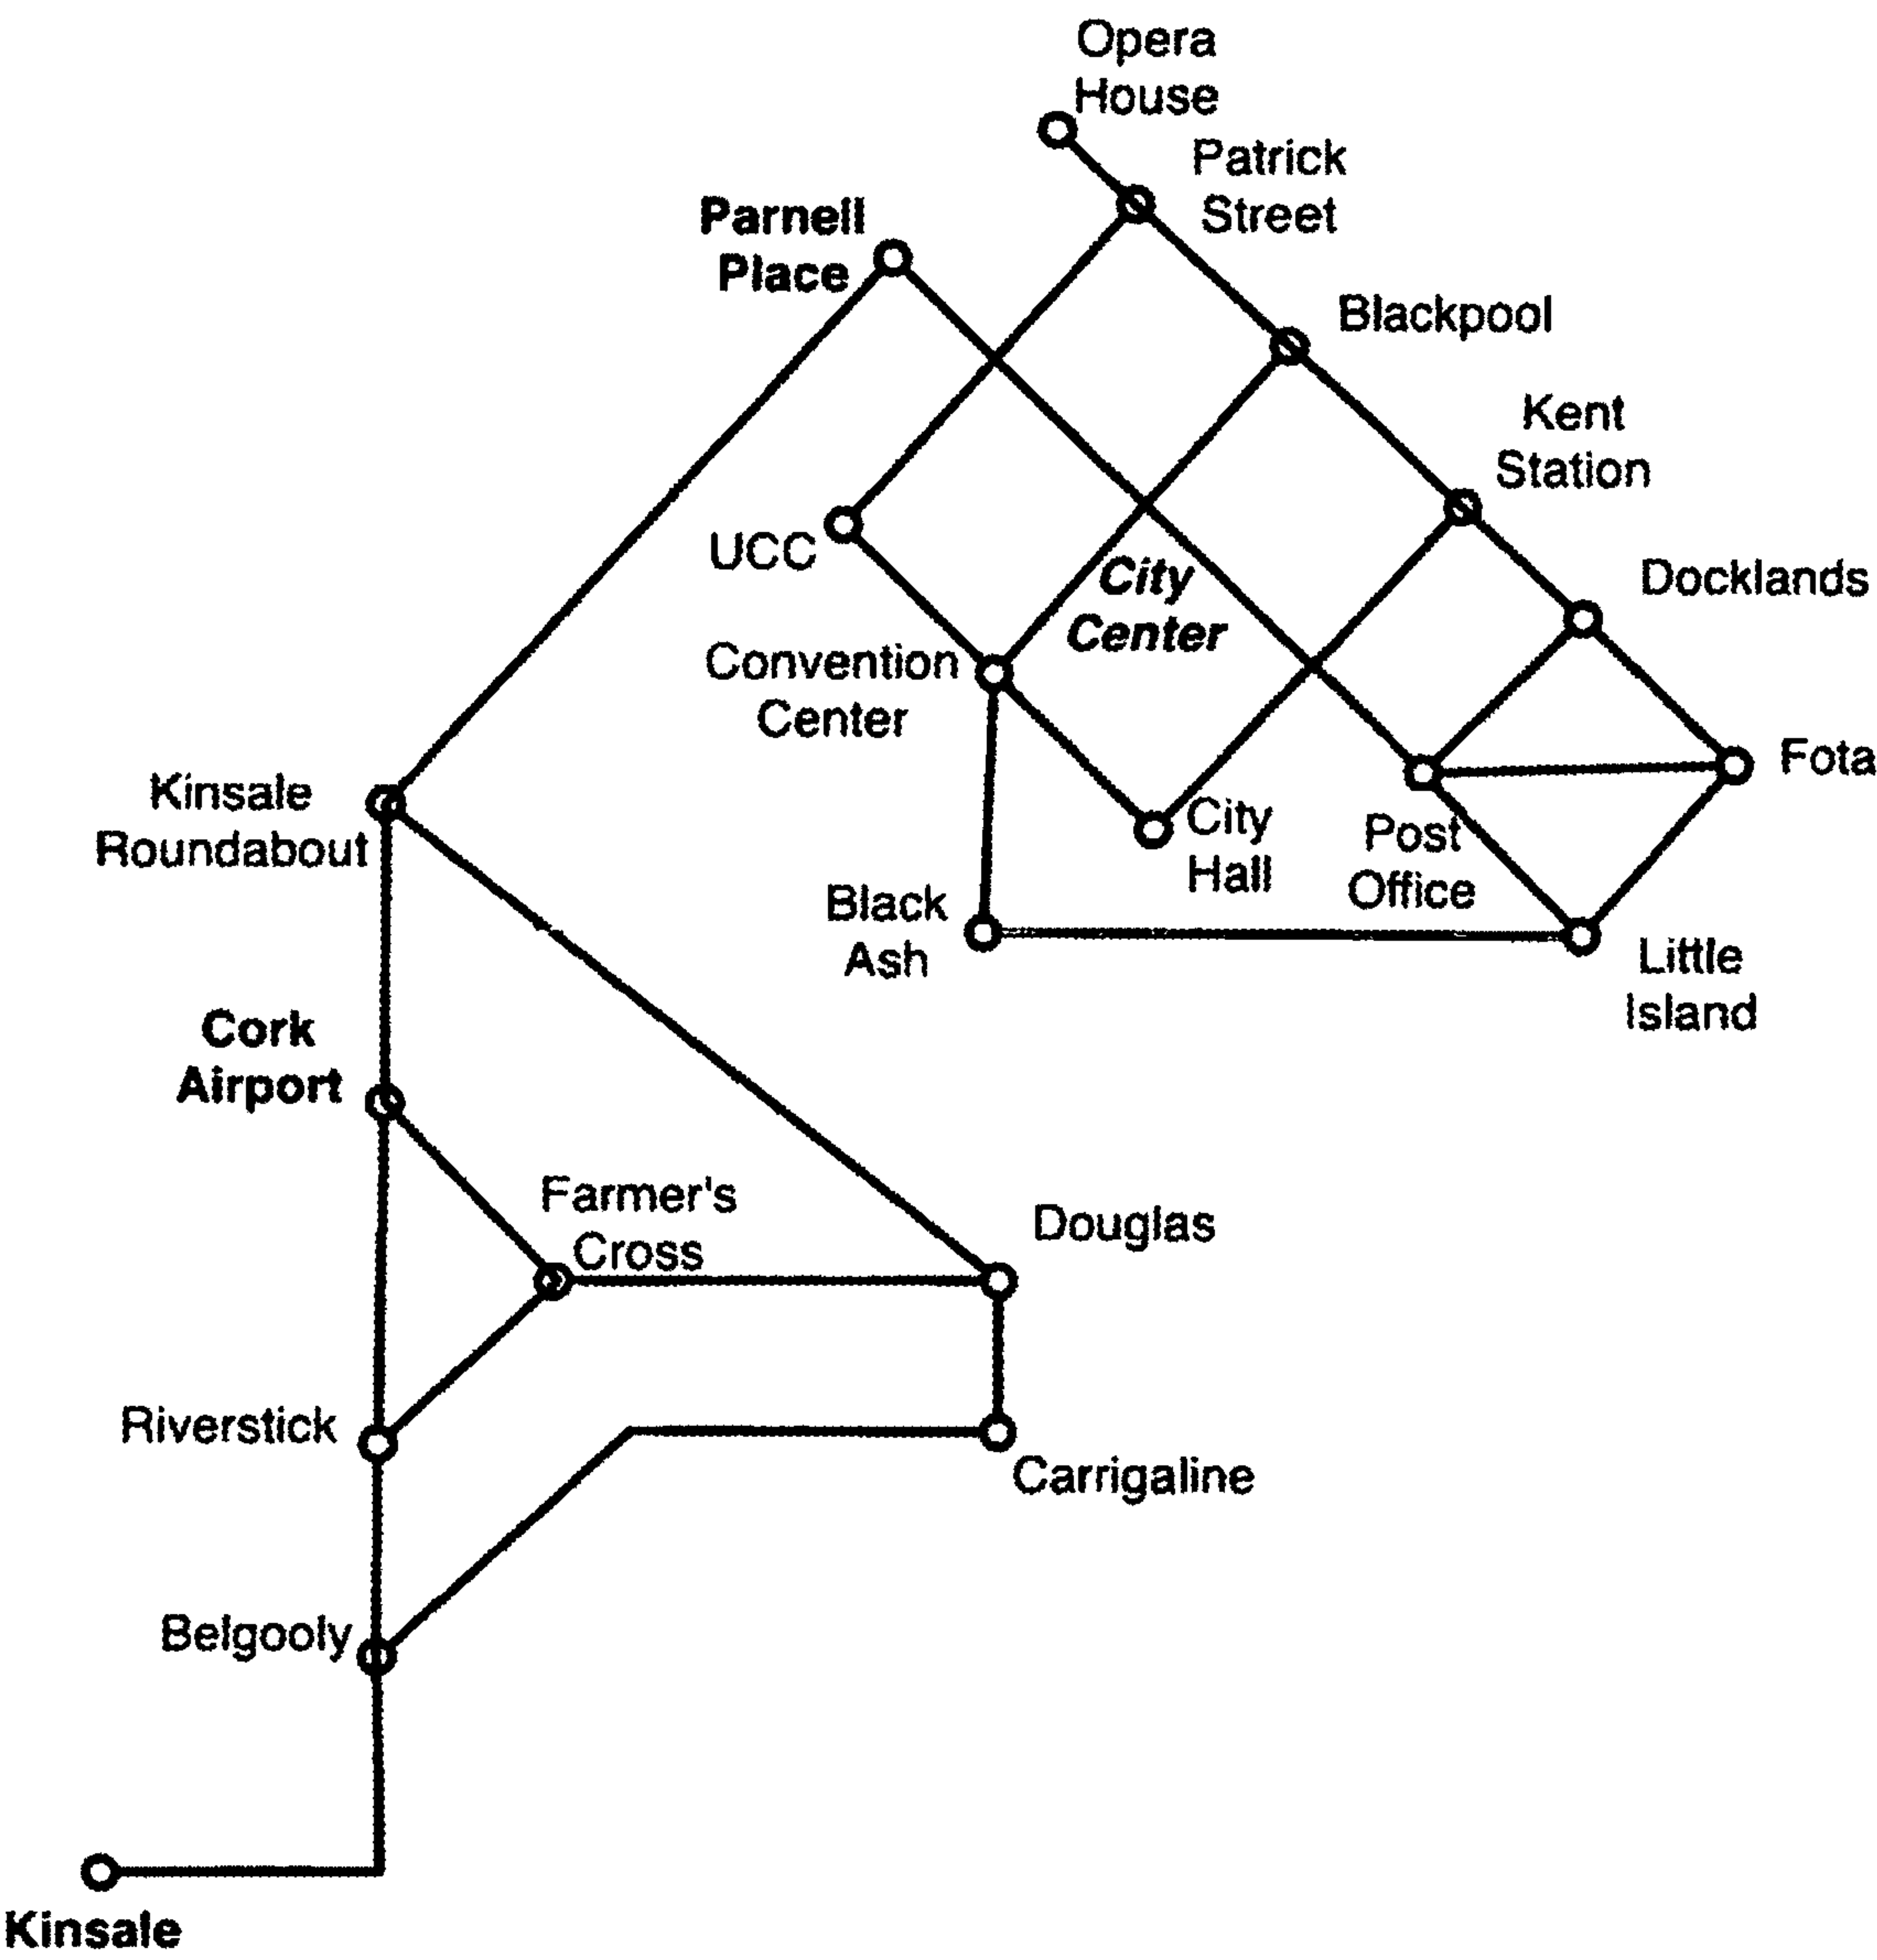 Opera
House
Patrick
Street
Parnell
Place
Blackpool
Kent
Station
UCC
City
Center
Docklands
Convention
Center
Fota
Kinsale
Roundabout
City
Hall
Post
Office
Black
Ash
Little
Island
Cork
Airport
Farmer's
Cross
Douglas
Riverstick
Carrigaline
Belgooly
Kinsale